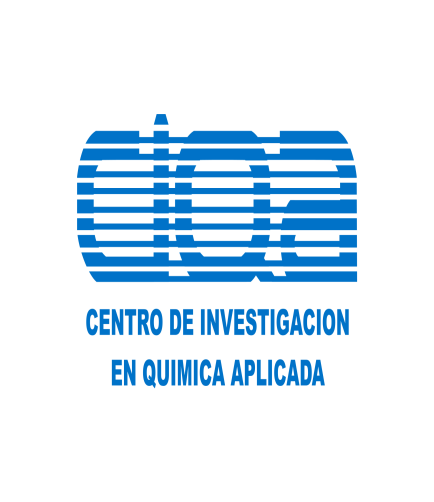 ciqa
CENTRO DE INVESTIGACION
EN QUIMICA APLICADA